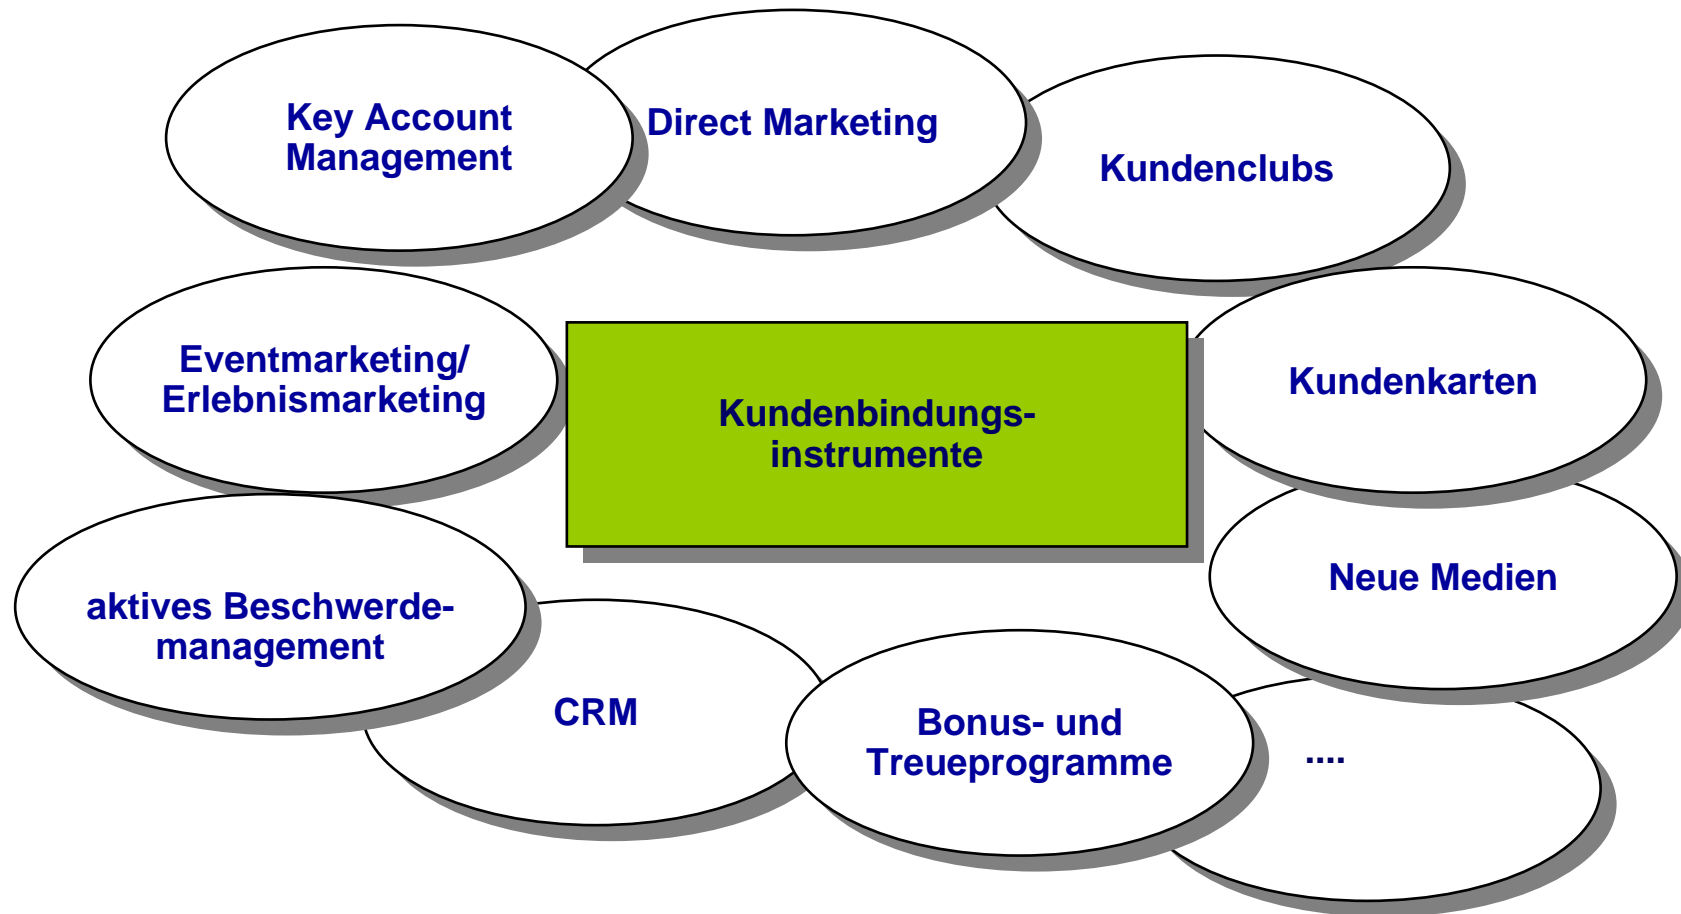 Key Account
Management
Direct Marketing
Kundenclubs
Eventmarketing/
Erlebnismarketing
Kundenbindungs-
instrumente
Kundenkarten
aktives Beschwerde-
management
Neue Medien
CRM
Bonus- und
Treueprogramme
....